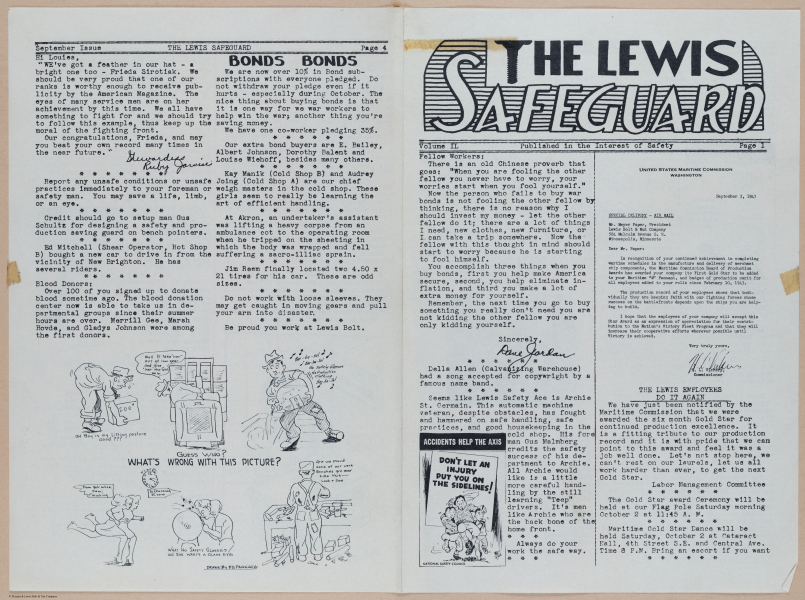 September Issue THE LEWIS SAFEGUARD Page 4
Hi Louies,
"WE'VE got a feather in our hat - a
bright one too - Frieda Sirotiak. We
should be very proud that one of our
ranks is worthy enough to receive pub-
licity by the American Magazine. The
eyes of many service men are on her
achievement by this time. We all have
something to fight for and we should try
to follow this example, thus keep up the
moral of the fighting front.
Our congratulations, Frieda, and may
you beat your own record many times in
the near future."
Stewardess
Ruby
* * * * * * *
Report any unsafe conditions or unsafe
practices immediately to your foreman or
safety man. You may save a life, limb,
or an eye.
* * * * * * *
Credit should go to setup man Gus
Schultz for designing a safety and pro-
duction saving guard on bench pointers.
* * * * * * *
Ed Mitchell (Shear Operator, Hot Shop
B) bought a new car to drive in from the
vicinity of New Brighton. He has
several riders.
* * * * * * *
Blood Donors:
Over 100 of you signed up to donate
blood sometime ago. The blood donation
center now is able to take us in de-
partmental groups since their summer
hours are over. Merrill Gee, Marsh
Hovde, and Gladys Johnson were among
the first donors.
BONDS BONDS
We are now over 10% in Bond sub-
scriptions with everyone pledged. Do
not withdraw your pledge even if it
hurts - especially during October. The
nice thing about buying bonds is that
it is one way for we war workers to
help win the war; another thing you're
saving money.
We have one co-worker pledging 35%.
* * * * * *
Our extra bond buyers are E. Bailey,
Albert Johnson, Dorothy Palent and
Louise Wiehoff, besides many others.
* * * * * *
Kay Manix (Cold Shop B) and Audrey
Joing (Cold Shop A) are our chief
weigh masters in the cold shop. These
girls seem to really be learning the
art of efficient handling.
* * * * * *
At Akron, an undertaker's assistant
was lifting a heavy corpse from an
ambulance cot to the operating room
when he tripped on the sheeting in
which the body was wrapped and fell
suffering a sacro-illiac sprain.
* * * * * *
Jim Reem finally located two 4.50 x
21 tires for his car. These are odd
sizes.
* * * * * *
Do not work with loose sleeves. They
may get caught in moving gears and pull
your arm into disaster.
* * * * * *
Be proud you work at Lewis Bolt.
GUESS WHO?
WHAT'S WRONG WITH THIS PICTURE?
THE LEWIS
SAFEGUARD
Volume II Published in the Interest of Safety Page 1
Fellow Workers:
There is an old Chinese proverb that
goes: "When you are fooling the other
fellow you never have to worry, your
worries start when you fool yourself."
Now the person who fails to buy war
bonds is not fooling the other fellow by
thinking, there is no reason why I
should invest my money - let the other
fellow do it; there are a lot of things
I need, new clothes, new furniture, or
I can take a trip somewhere. Now the
fellow with this thought in mind should
start to worry because he is starting
to fool himself.
You accomplish three things when you
buy bonds, first you help make America
secure, second, you help eliminate in-
flation, and third you make a lot of
extra money for yourself.
Remember, the next time you go to buy
something you really don't need you are
not kidding the other fellow you are
only kidding yourself.
Sincerely,
Dave Jordan
* * * * *
Della Allen (Galvanizing Warehouse)
had a song accepted for copyright by a
famous name band.
* * * * * *
Seems like Lewis Safety Ace is Archie
St. Germain. This automatic machine
veteran, despite obstacles, has fought
and hammered on safe handling, safe
practices, and good housekeeping in the
cold shop. His fore
man Gus Malmberg
credits the safety
success of his de-
partment to Archie.
All Archie would
like is a little
more careful hand-
ling by the still
learning "Teep"
drivers. It's men
like Archie who are
the back bone of the
home front.
* * * * *
Always do your
work the safe way.
* * * * *
ACCIDENTS HELP THE AXIS
DON'T LET AN
INJURY
PUT YOU ON
THE SIDELINES!
NATIONAL SAFETY COUNCIL
UNITED STATES MARITIME COMMISSION
WASHINGTON
September 3, 1943
SPECIAL DELIVERY - AIR MAIL
Minneapolis, Minnesota
Very truly yours,
Commissioner
THE LEWIS EMPLOYEES
DO IT AGAIN
We have just been notified by the
Maritime Commission that we were
awarded the six month Gold Star for
continued production excellence. It
is a fitting tribute to our production
record and it is with pride that we can
point to this award and feel it was a
job well done. Let's not stop here, we
can't rest on our laurels, let us all
work harder than ever, to get the next
Gold Star.
Labor Management Committee
* * * * * *
The Gold Star award Ceremony will be
held at our Flag Pole Saturday morning
October 2 at 11:45 A. M.
* * * * * *
Maritime Gold Star Dance will be
held Saturday, October 2 at Cataract
Hall, 4th Street S.E. and Central Ave.
Time 8 P.M. Bring an escort if you want
* * * * * *